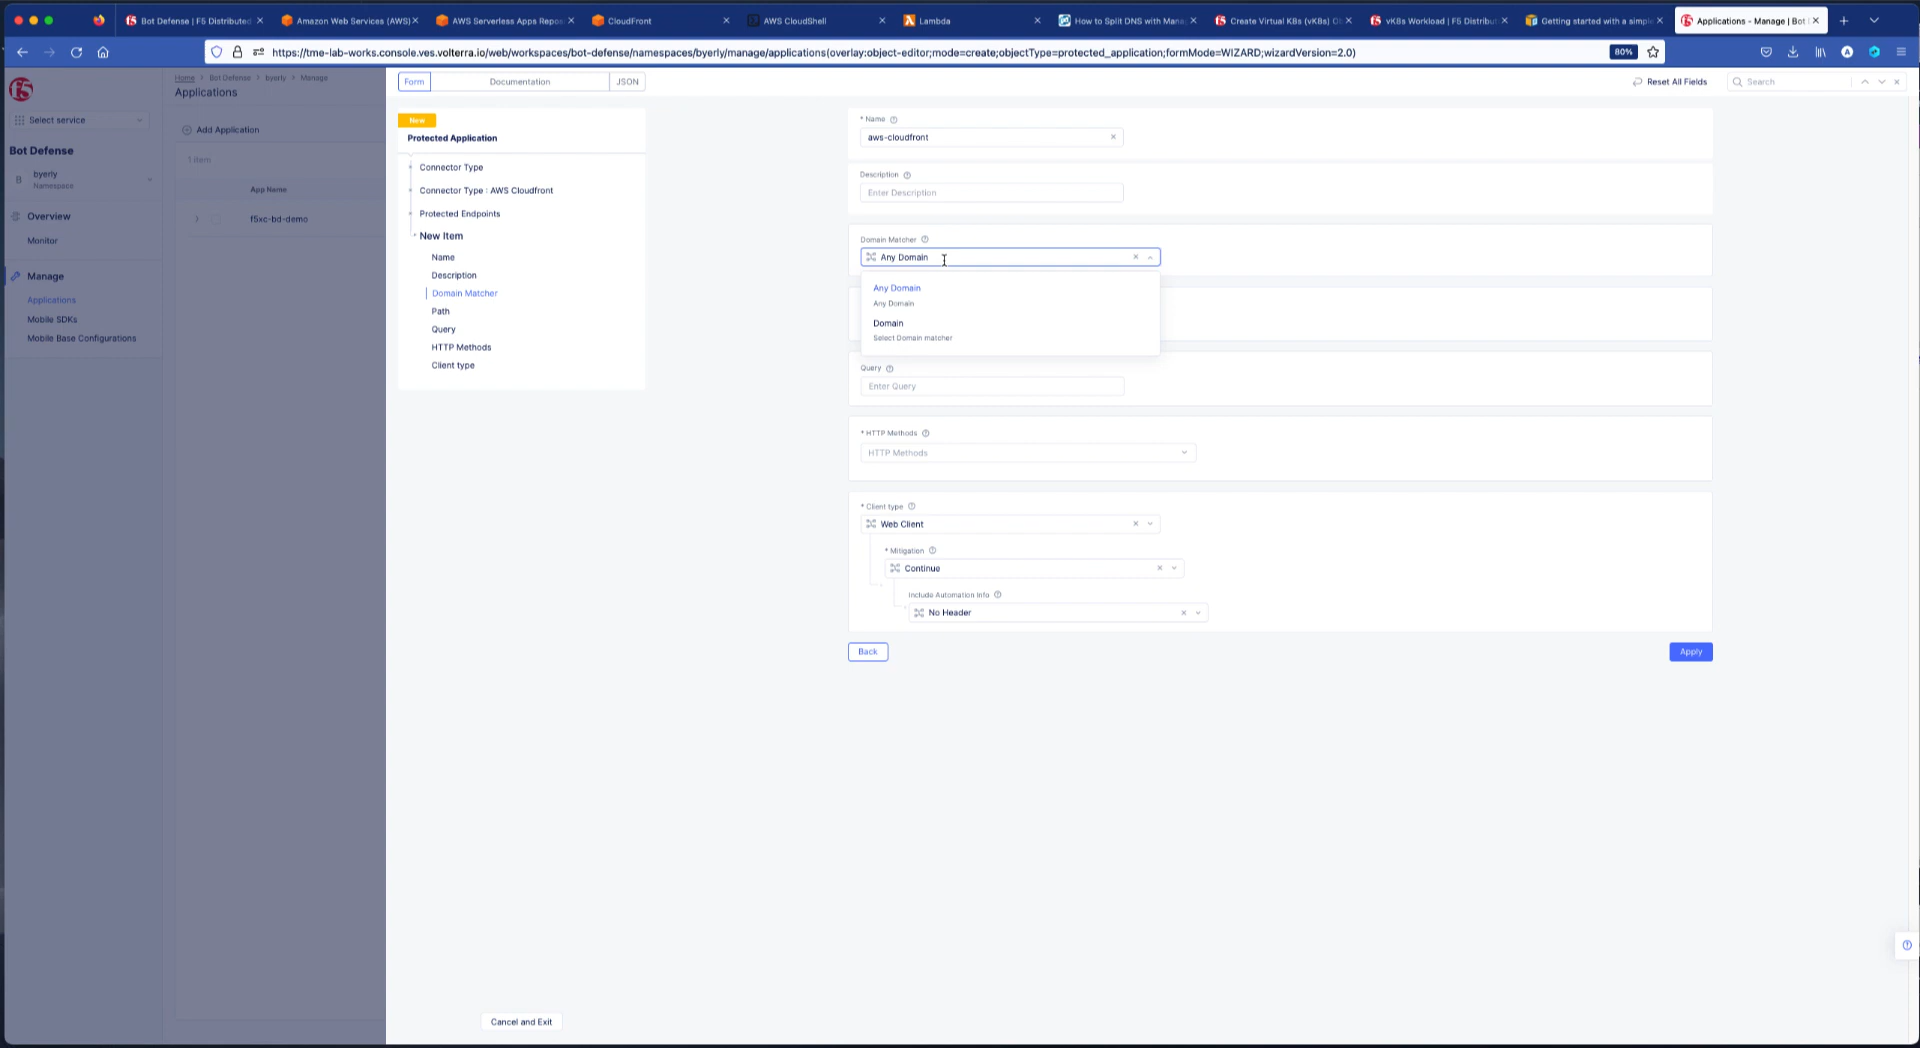 Bot Defense | F5 Distributed
Amazon Web Services (AWS)
AWS Serverless Apps Repos
CloudFront
AWS CloudShell
Lambda
How to Split DNS with Mana
Create Virtual K8s (vK8s) O
vK8s Workload | F5 Distribut
Getting started with a simple
Applications - Manage | Bot
https://tme-lab-works.console.ves.volterra.io/web/workspaces/bot-defense/namespaces/byerly/manage/applications(overlay:object-editor;mode=create;objectType=protected_application;formMode=WIZARD;wizardVersion=2.0)
80%
Home > Bot Defense > byerly > Manage
Applications
Select service
Add Application
Bot Defense
1 item
B byerly
Namespace
App Name
f5xc-bd-demo
Overview
Monitor
Manage
Applications
Mobile SDKs
Mobile Base Configurations
Form
Documentation
JSON
Reset All Fields
Search
New
Protected Application
Connector Type
Connector Type : AWS Cloudfront
Protected Endpoints
New Item
Name
Description
Domain Matcher
Path
Query
HTTP Methods
Client type
* Name
aws-cloudfront
Description
Enter Description
Domain Matcher
Any Domain
Any Domain
Any Domain
Domain
Select Domain matcher
Query
Enter Query
* HTTP Methods
HTTP Methods
* Client type
Web Client
* Mitigation
Continue
Include Automation Info
No Header
Back
Apply
Cancel and Exit